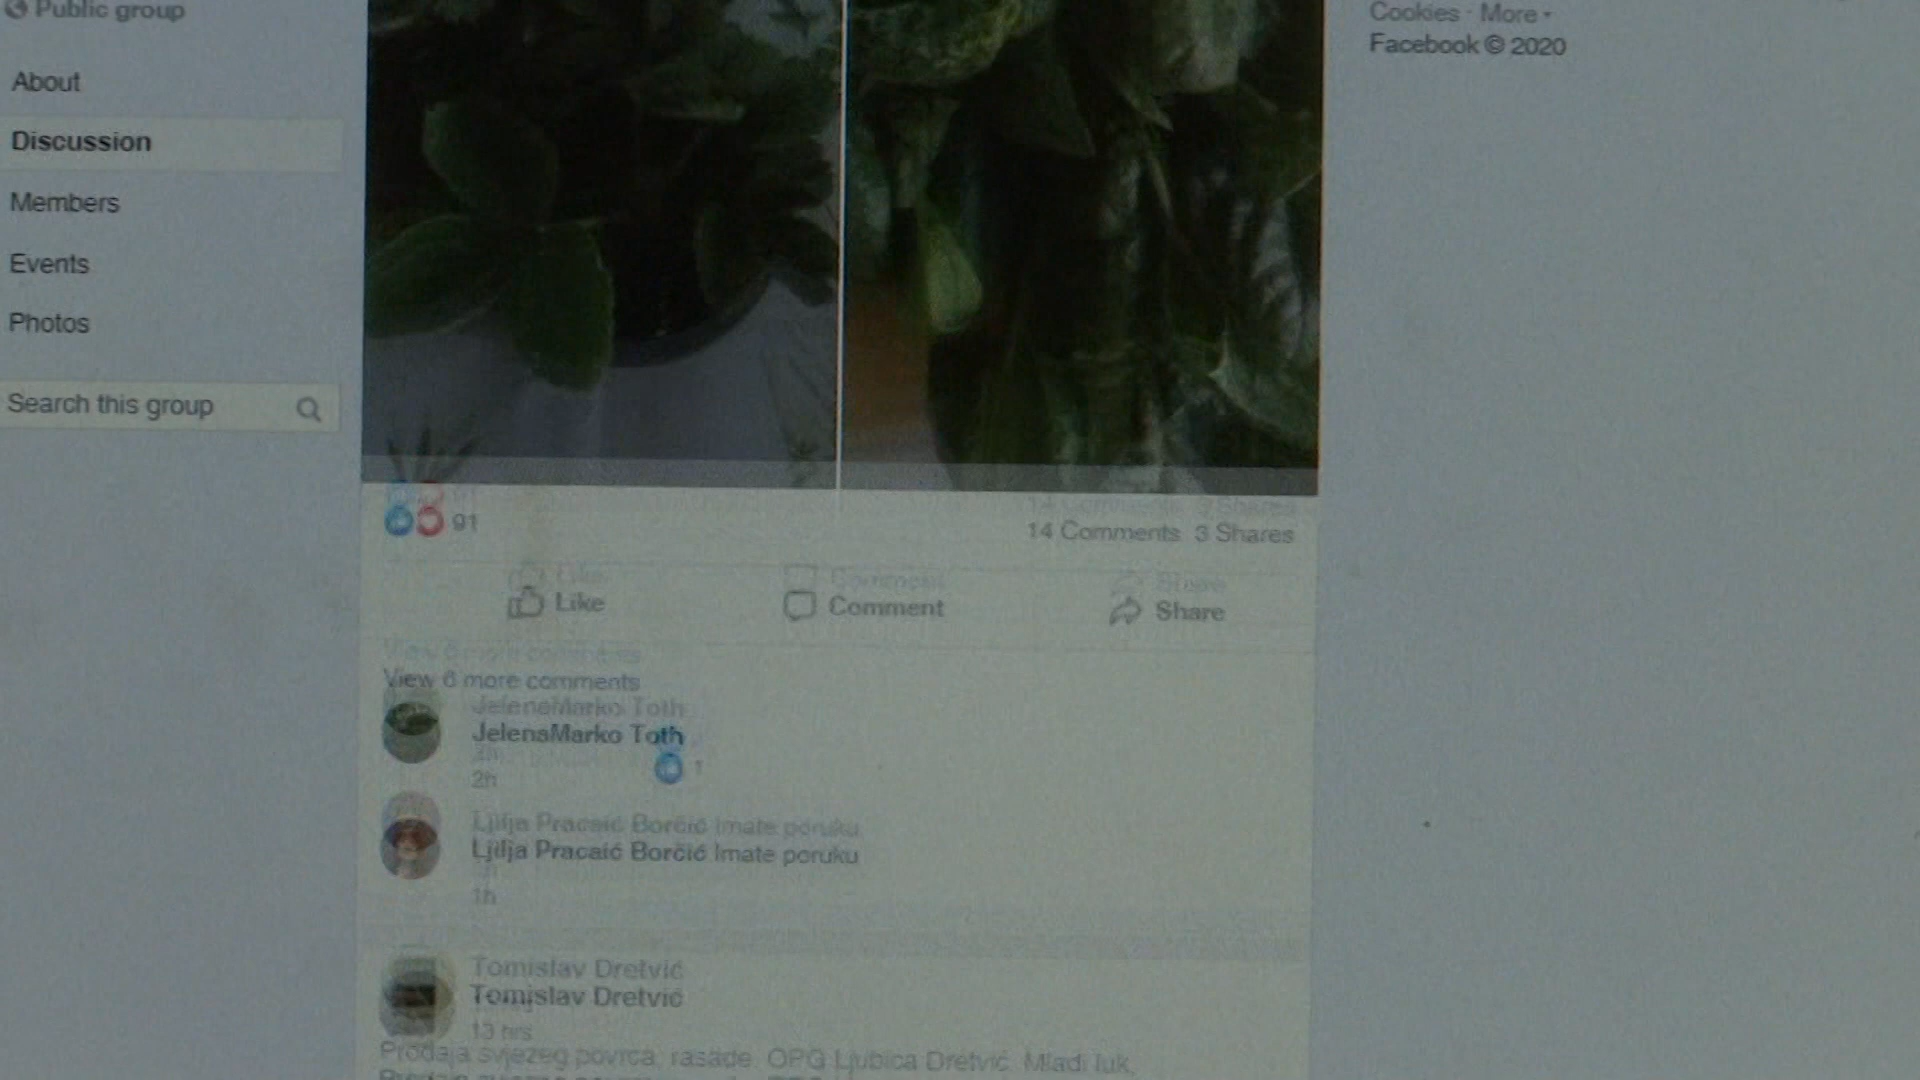 Public group
About
Discussion
Members
Events
Photos
Search this group
Cookies · More
Facebook © 2020
91
14 Comments 3 Shares
Like
Comment
Share
View 6 more comments
JelenaMarko Toth
2h
1
Ljilja Pracaić Borčić Imate poruku
1h
Tomislav Dretvić
13 hrs
Prodaja svježeg povrća, rasade. OPG Ljubica Dretvić. Mladi luk,